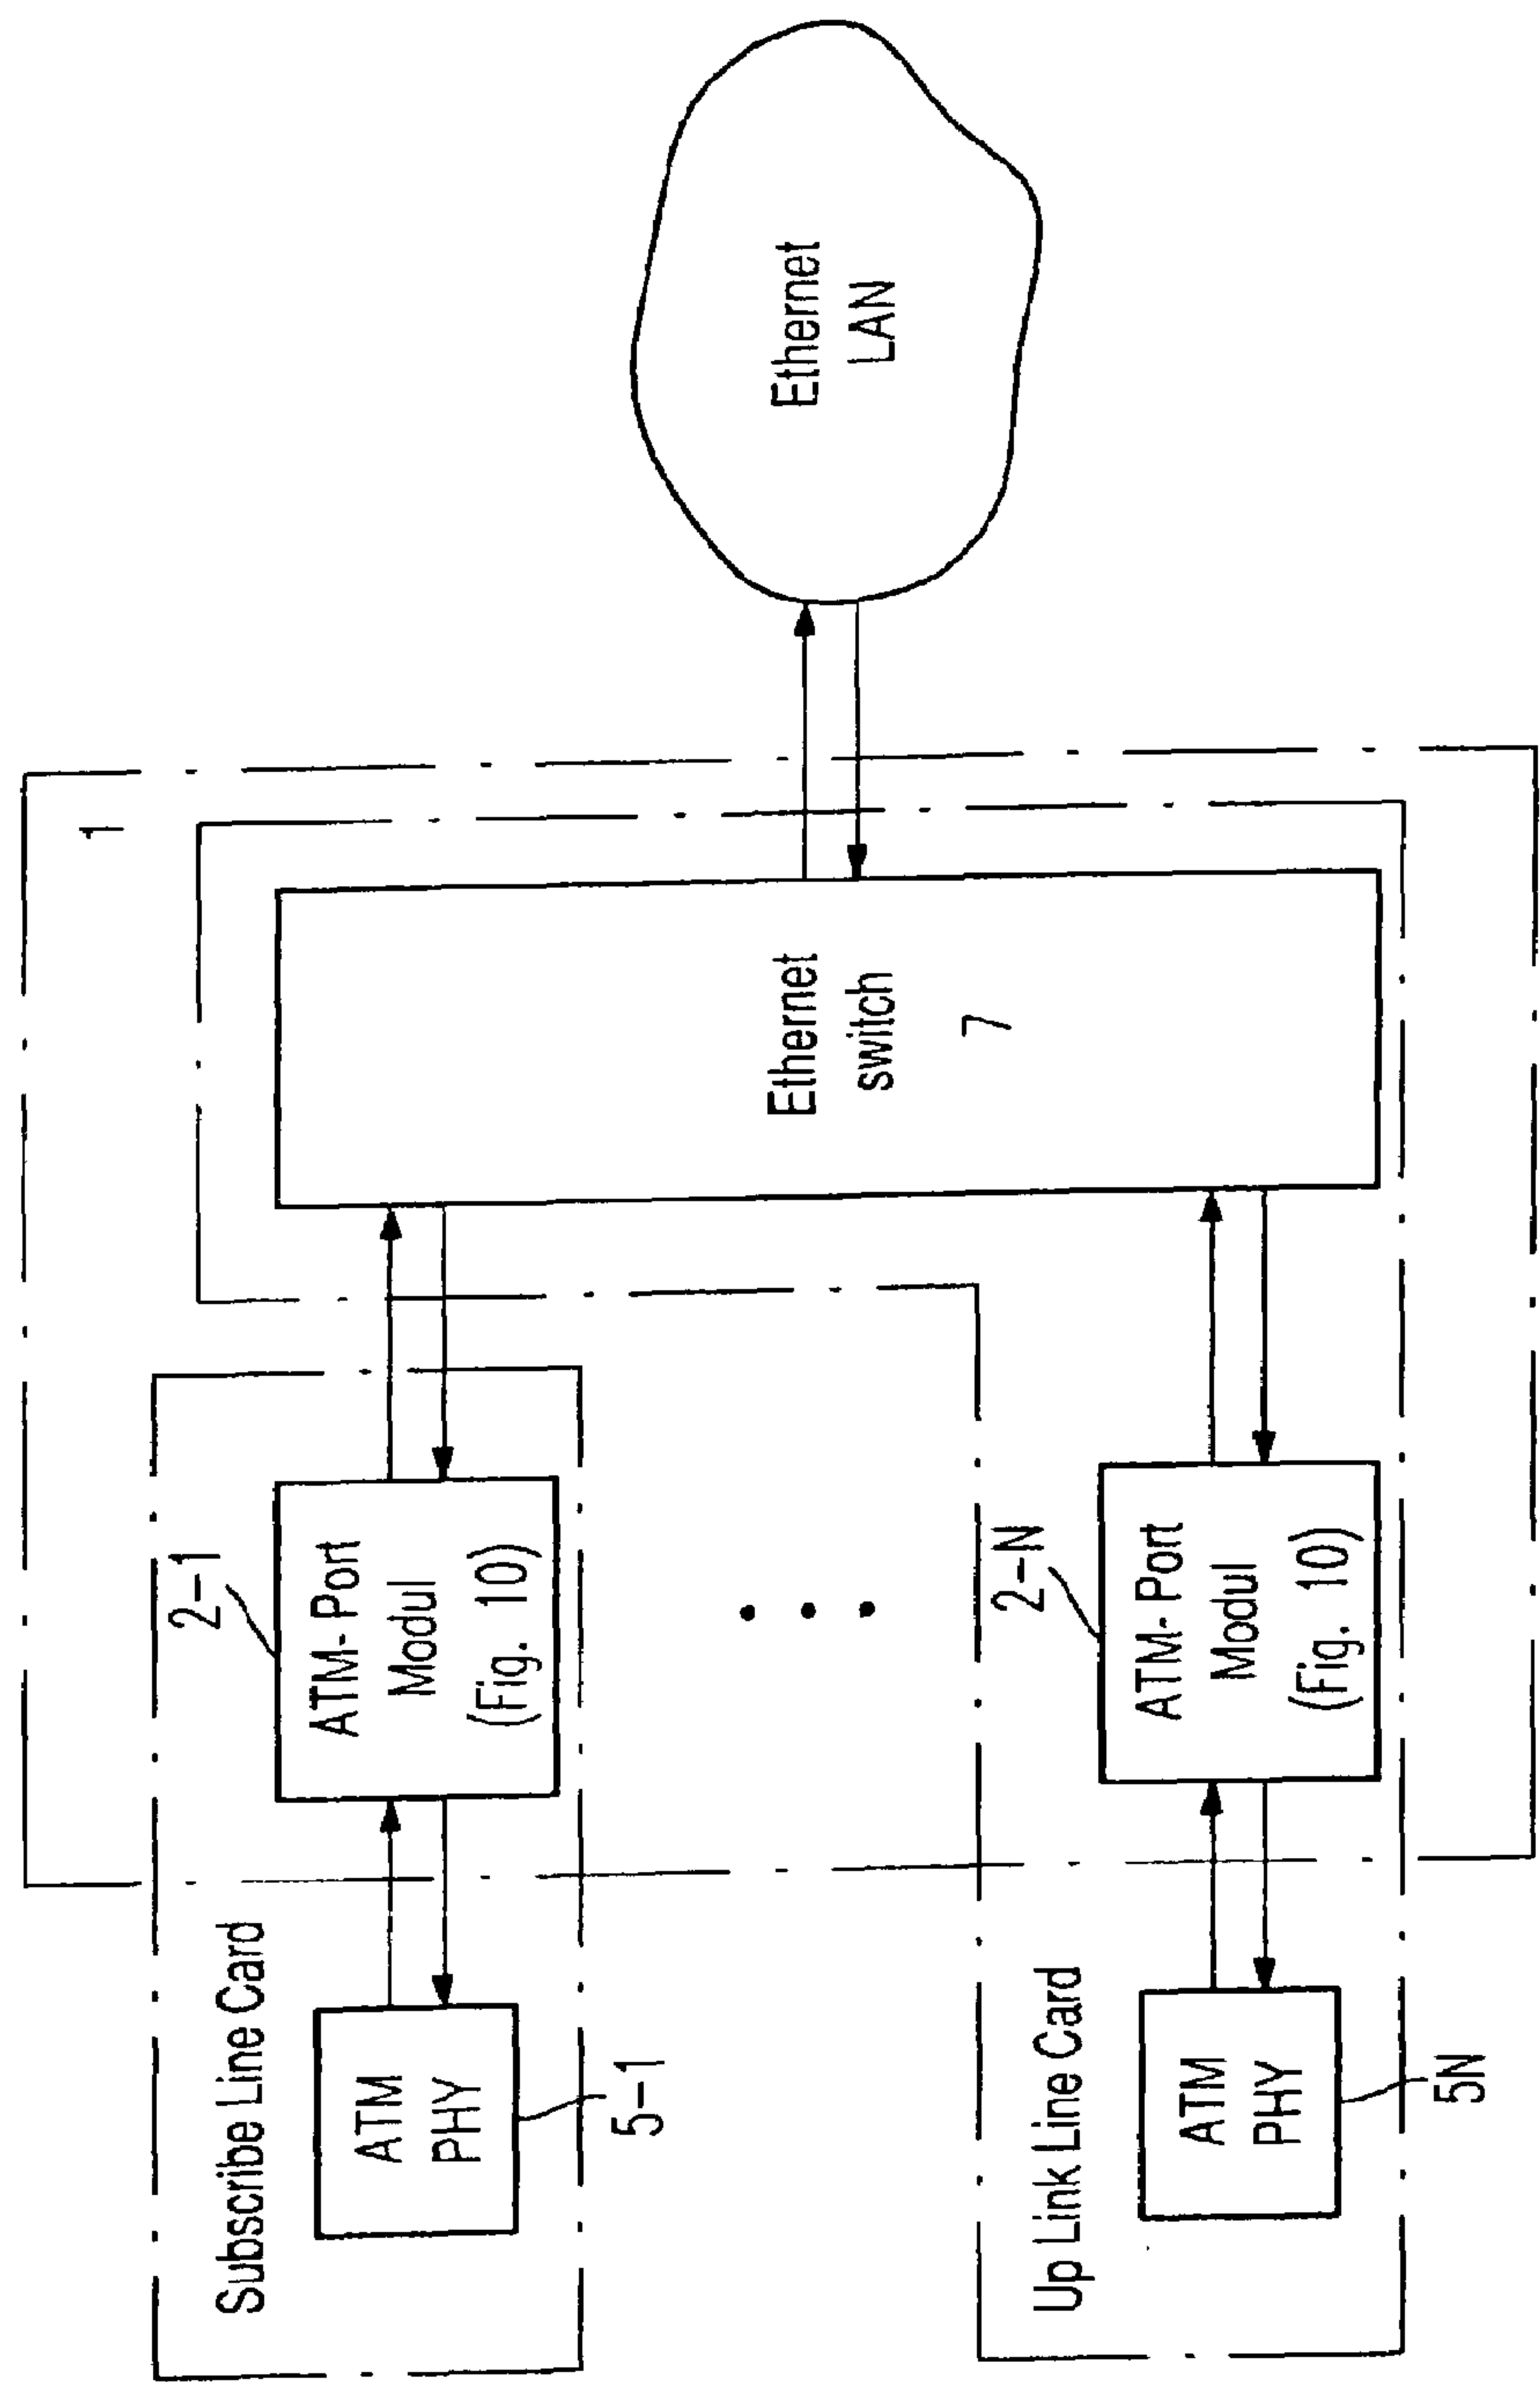 Subscribe Line Card
ATM
PHY
5-1
2-1
ATM-Port
Modul
(Fig. 10)
1
Ethernet
switch
7
Ethernet
LAN
Up Link Line Card
ATM
PHY
5N
2-N
ATM-Port
Modul
(Fig. 10)